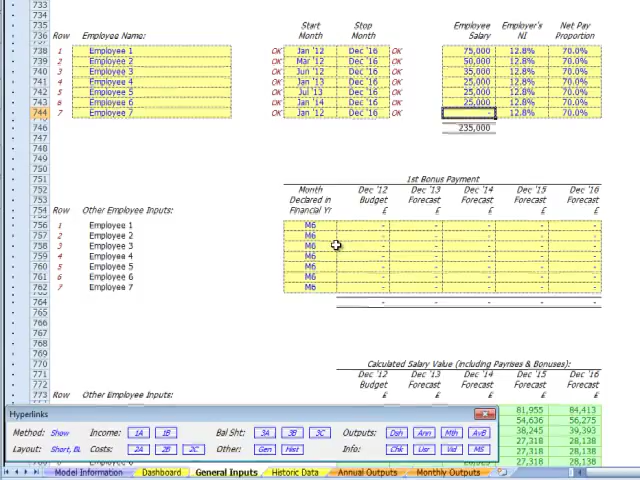 733
734
735 Start Stop Employee Employer's Net Pay
736 Row Employee Name: Month Month Salary NI Proportion
738 1 Employee 1 OK Jan '12 Dec '16 OK 75,000 12.8% 70.0%
739 2 Employee 2 OK Mar '12 Dec '16 OK 50,000 12.8% 70.0%
740 3 Employee 3 OK Jun '12 Dec '16 OK 35,000 12.8% 70.0%
741 4 Employee 4 OK Jan '13 Dec '16 OK 25,000 12.8% 70.0%
742 5 Employee 5 OK Jul '13 Dec '16 OK 25,000 12.8% 70.0%
743 6 Employee 6 OK Jan '14 Dec '16 OK 25,000 12.8% 70.0%
744 7 Employee 7 OK Jan '12 Dec '16 OK - 12.8% 70.0%
746 235,000
747
748
749
750
751 1st Bonus Payment
752 Month Dec '12 Dec '13 Dec '14 Dec '15 Dec '16
753 Declared in Budget Forecast Forecast Forecast Forecast
754 Row Other Employee Inputs: Financial Yr £ £ £ £ £
756 1 Employee 1 M6 - - - - -
757 2 Employee 2 M6 - - - - -
758 3 Employee 3 M6 - - - - -
759 4 Employee 4 M6 - - - - -
760 5 Employee 5 M6 - - - - -
761 6 Employee 6 M6 - - - - -
762 7 Employee 7 M6 - - - - -
764 - - - - -
765
767
768
769
770 Calculated Salary Value (including Payrises & Bonuses):
771 Dec '12 Dec '13 Dec '14 Dec '15 Dec '16
772 Budget Forecast Forecast Forecast Forecast
773 Row Other Employee Inputs: £ £ £ £ £
81,955 84,413
54,636 56,275
38,245 39,393
27,318 28,138
27,318 28,138
27,318 28,138
Hyperlinks
Method: Show Income: 1A 1B Bal Sht: 3A 3B 3C Outputs: Dsh Ann Mth AvB
Layout: Short, BL Costs: 2A 2B 2C Other: Gen Hist Info: Chk Usr Vid MS
Model Information Dashboard General Inputs Historic Data Annual Outputs Monthly Outputs